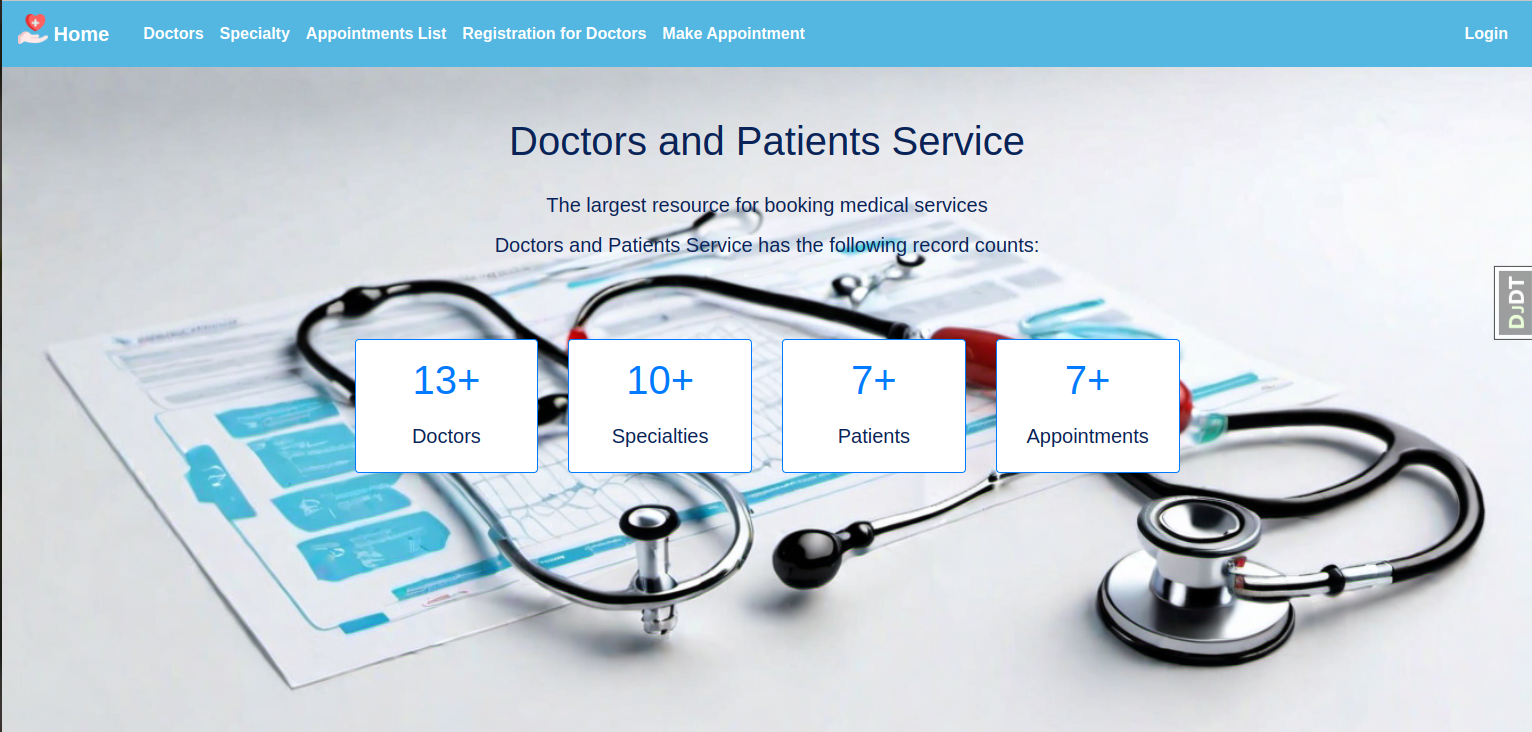 Home Doctors Specialty Appointments List Registration for Doctors Make Appointment Login
Doctors and Patients Service
The largest resource for booking medical services
Doctors and Patients Service has the following record counts:
DJDT
13+
Doctors
10+
Specialties
7+
Patients
7+
Appointments